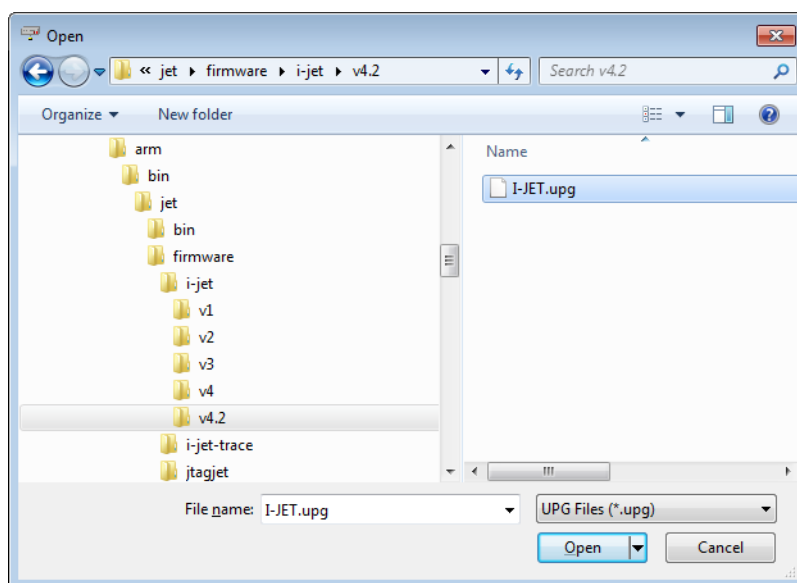 Open
« jet ▸ firmware ▸ i-jet ▸ v4.2
Search v4.2
Organize
New folder
arm
bin
jet
bin
firmware
i-jet
v1
v2
v3
v4
v4.2
i-jet-trace
jtagjet
Name
I-JET.upg
File name: I-JET.upg
UPG Files (*.upg)
Open
Cancel